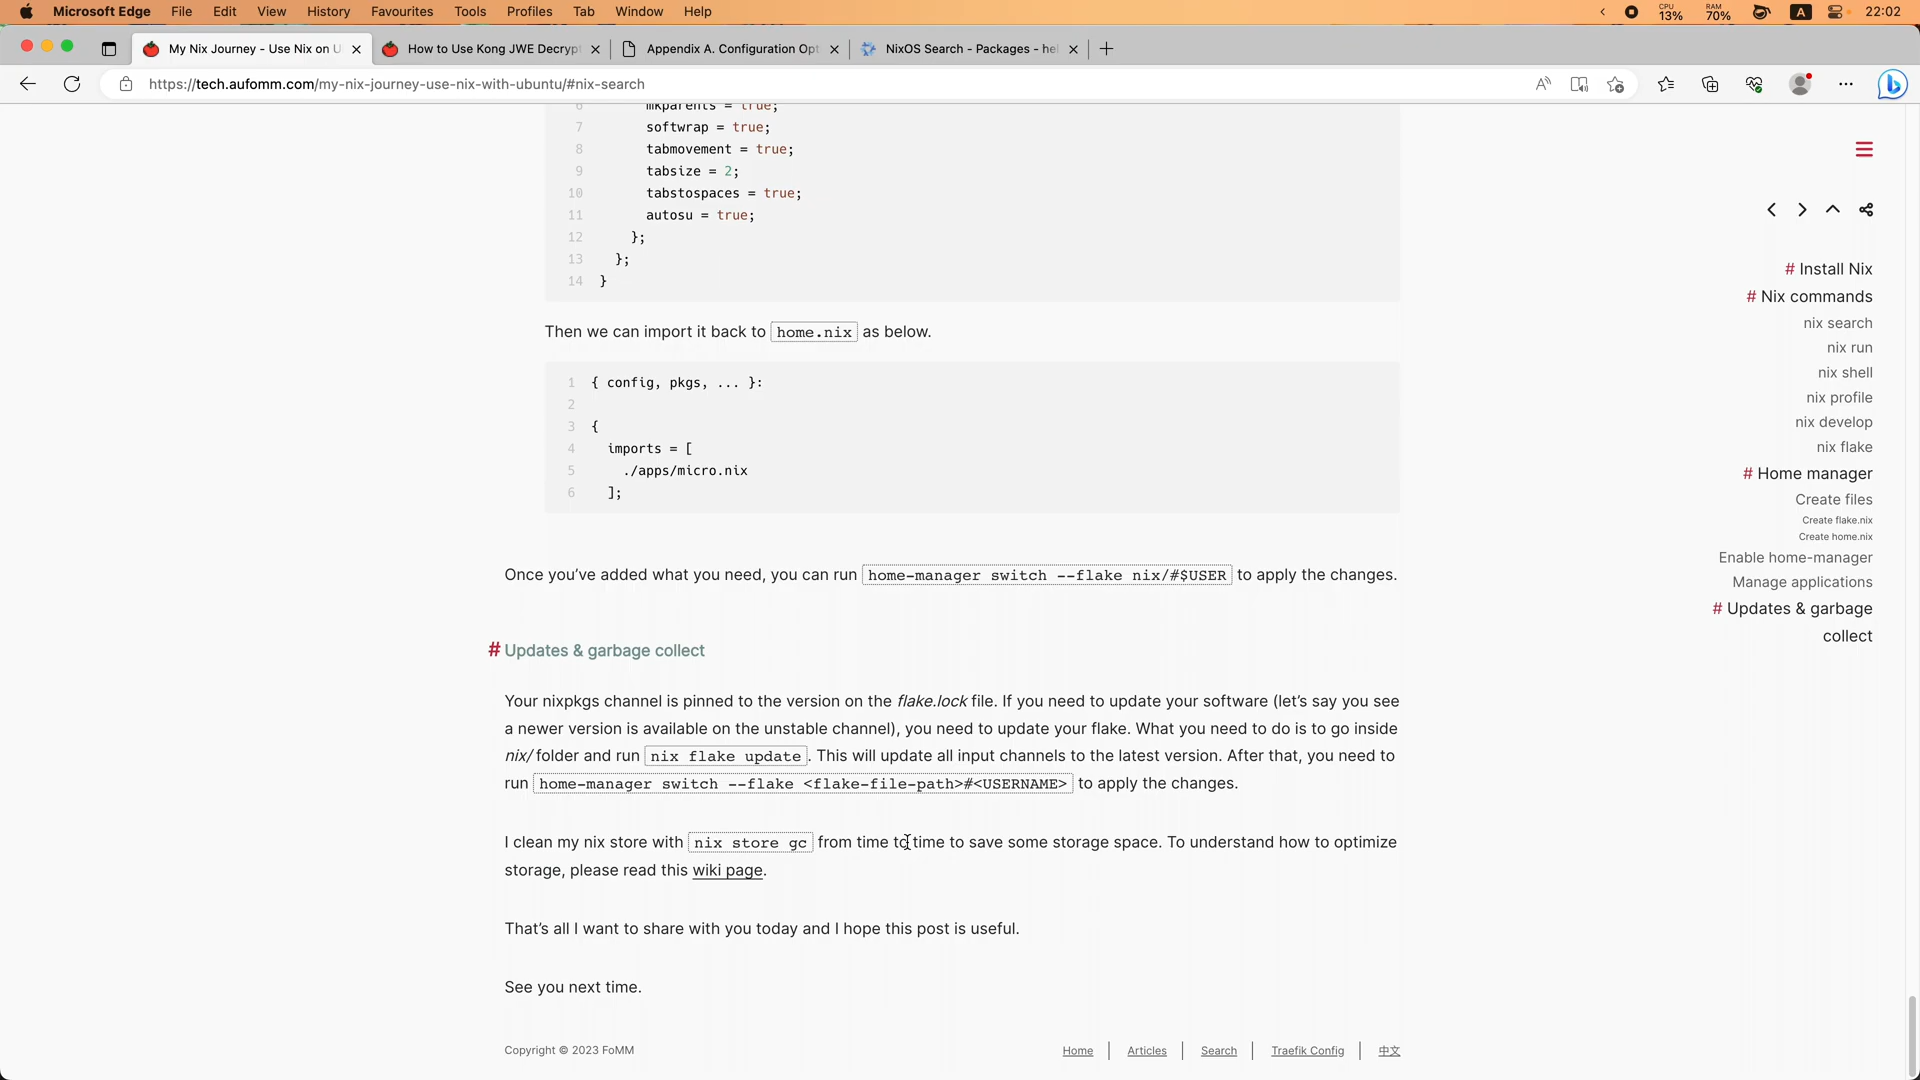 Microsoft Edge File Edit View History Favourites Tools Profiles Tab Window Help CPU 13% RAM 70% A 22:02
My Nix Journey - Use Nix on U How to Use Kong JWE Decrypt Appendix A. Configuration Opt NixOS Search - Packages - hel
https://tech.aufomm.com/my-nix-journey-use-nix-with-ubuntu/#nix-search
6 mkparents = true;
7 softwrap = true;
8 tabmovement = true;
9 tabsize = 2;
10 tabstospaces = true;
11 autosu = true;
12 };
13 };
14 }
Then we can import it back to home.nix as below.
1 { config, pkgs, ... }:
2
3 {
4 imports = [
5 ./apps/micro.nix
6 ];
Once you've added what you need, you can run home-manager switch --flake nix/#$USER to apply the changes.
# Updates & garbage collect
Your nixpkgs channel is pinned to the version on the flake.lock file. If you need to update your software (let's say you see
a newer version is available on the unstable channel), you need to update your flake. What you need to do is to go inside
nix/ folder and run nix flake update. This will update all input channels to the latest version. After that, you need to
run home-manager switch --flake <flake-file-path>#<USERNAME> to apply the changes.
I clean my nix store with nix store gc from time to time to save some storage space. To understand how to optimize
storage, please read this wiki page.
That's all I want to share with you today and I hope this post is useful.
See you next time.
Copyright © 2023 FoMM
Home Articles Search Traefik Config 中文
# Install Nix
# Nix commands
nix search
nix run
nix shell
nix profile
nix develop
nix flake
# Home manager
Create files
Create flake.nix
Create home.nix
Enable home-manager
Manage applications
# Updates & garbage
collect